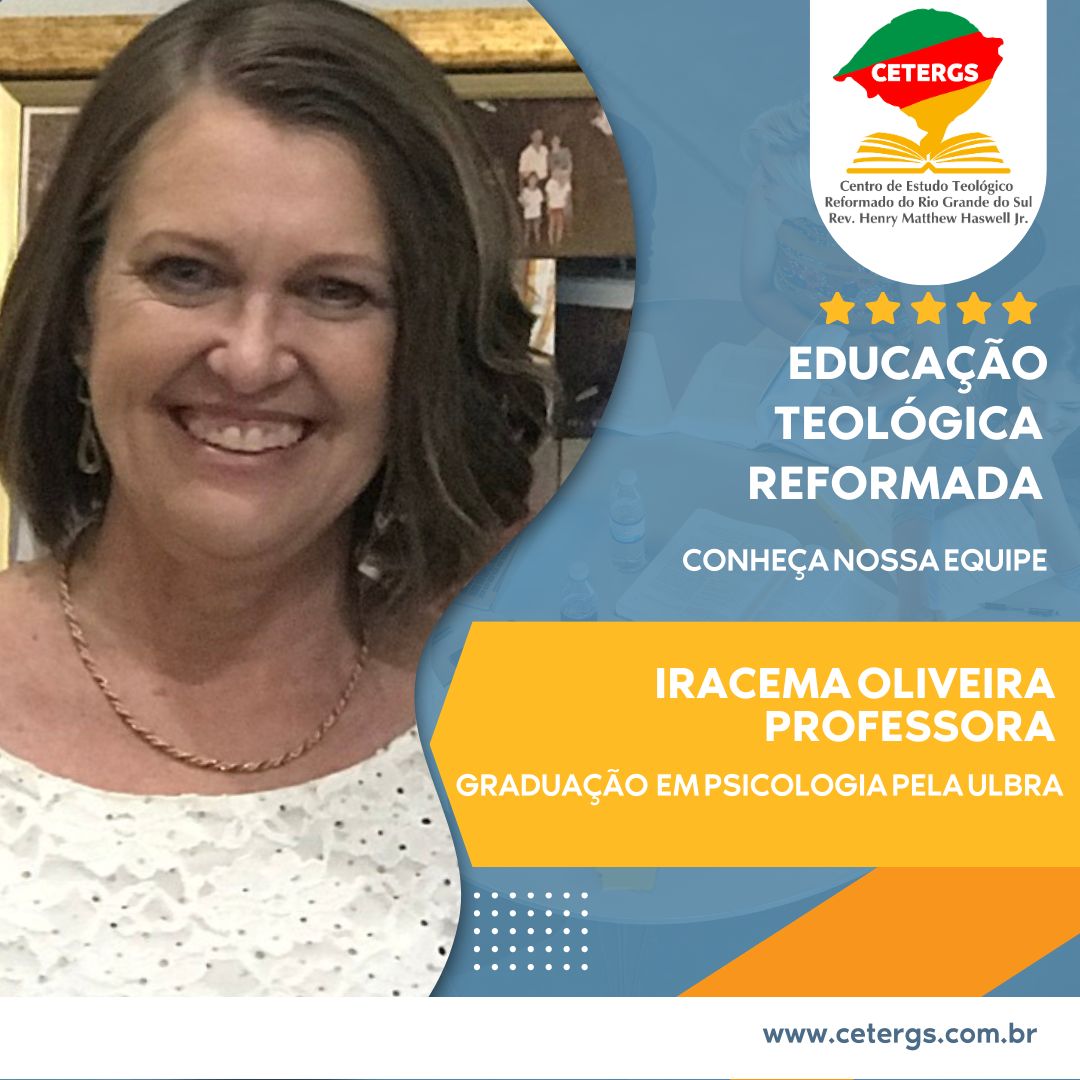 CETERGS
Centro de Estudo Teológico
Reformado do Rio Grande do Sul
Rev. Henry Matthew Haswell Jr.
EDUCAÇÃO
TEOLÓGICA
REFORMADA
CONHEÇA NOSSA EQUIPE
IRACEMA OLIVEIRA
PROFESSORA
GRADUAÇÃO EM PSICOLOGIA PELA ULBRA
www.cetergs.com.br